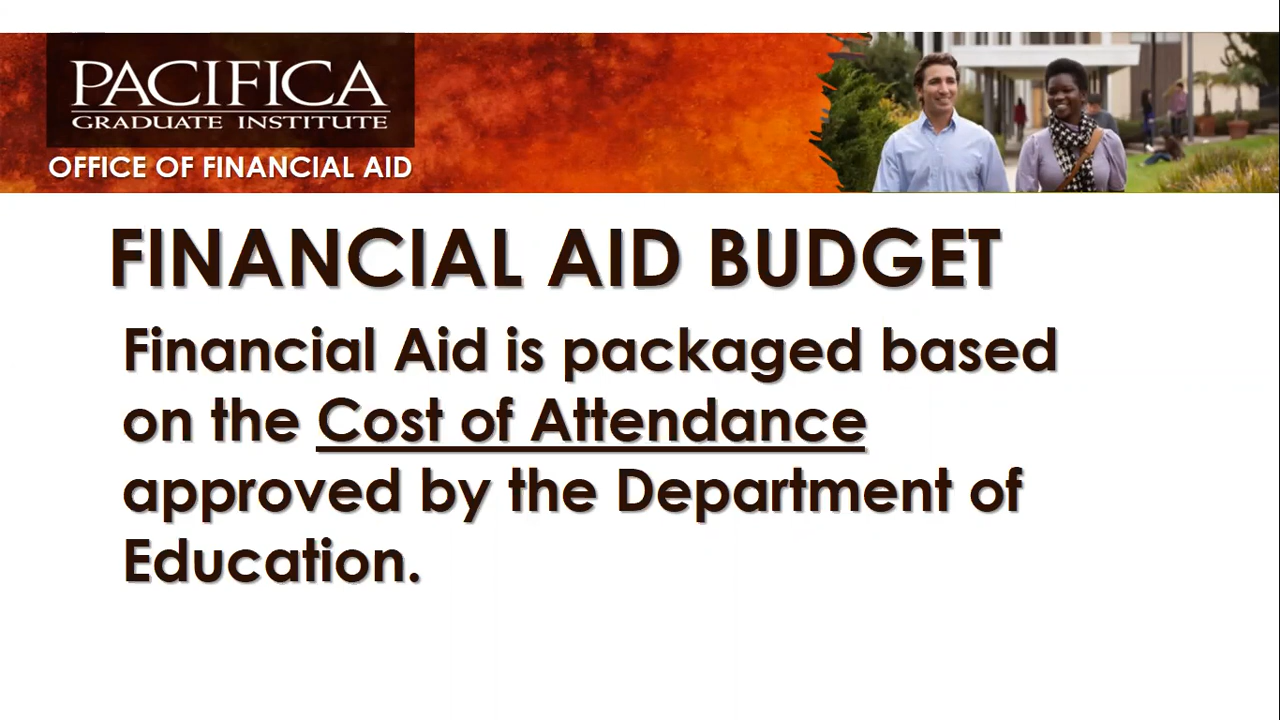 PACIFICA
GRADUATE INSTITUTE
OFFICE OF FINANCIAL AID
FINANCIAL AID BUDGET
Financial Aid is packaged based
on the Cost of Attendance
approved by the Department of
Education.